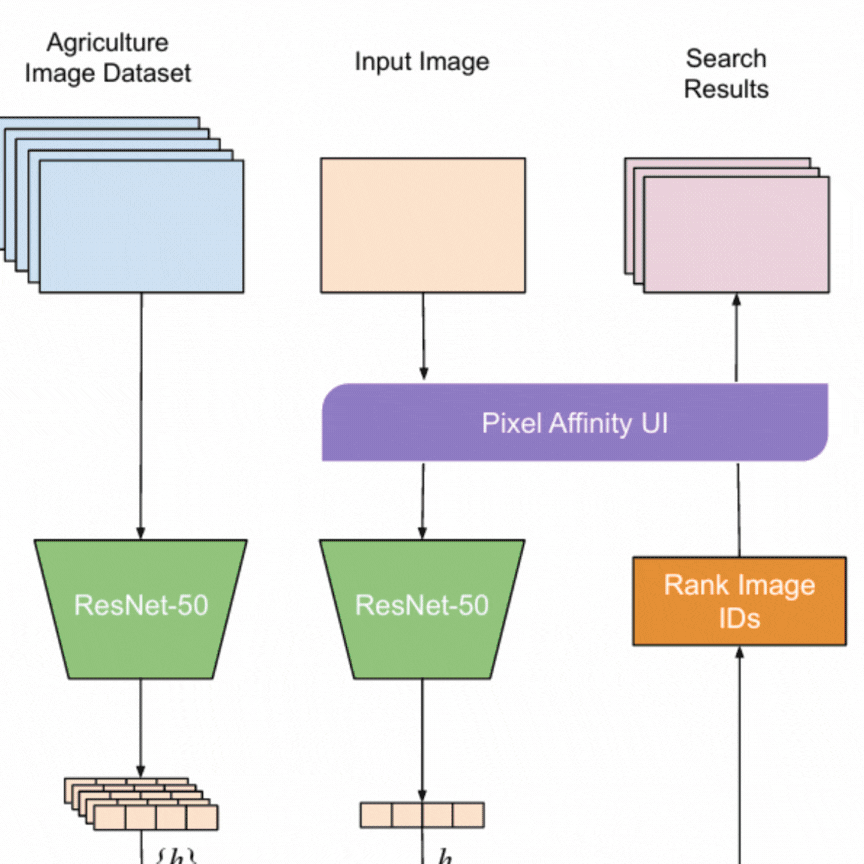 Agriculture
Image Dataset
Input Image
Search
Results
Pixel Affinity UI
ResNet-50
ResNet-50
Rank Image
IDs
{h}
h